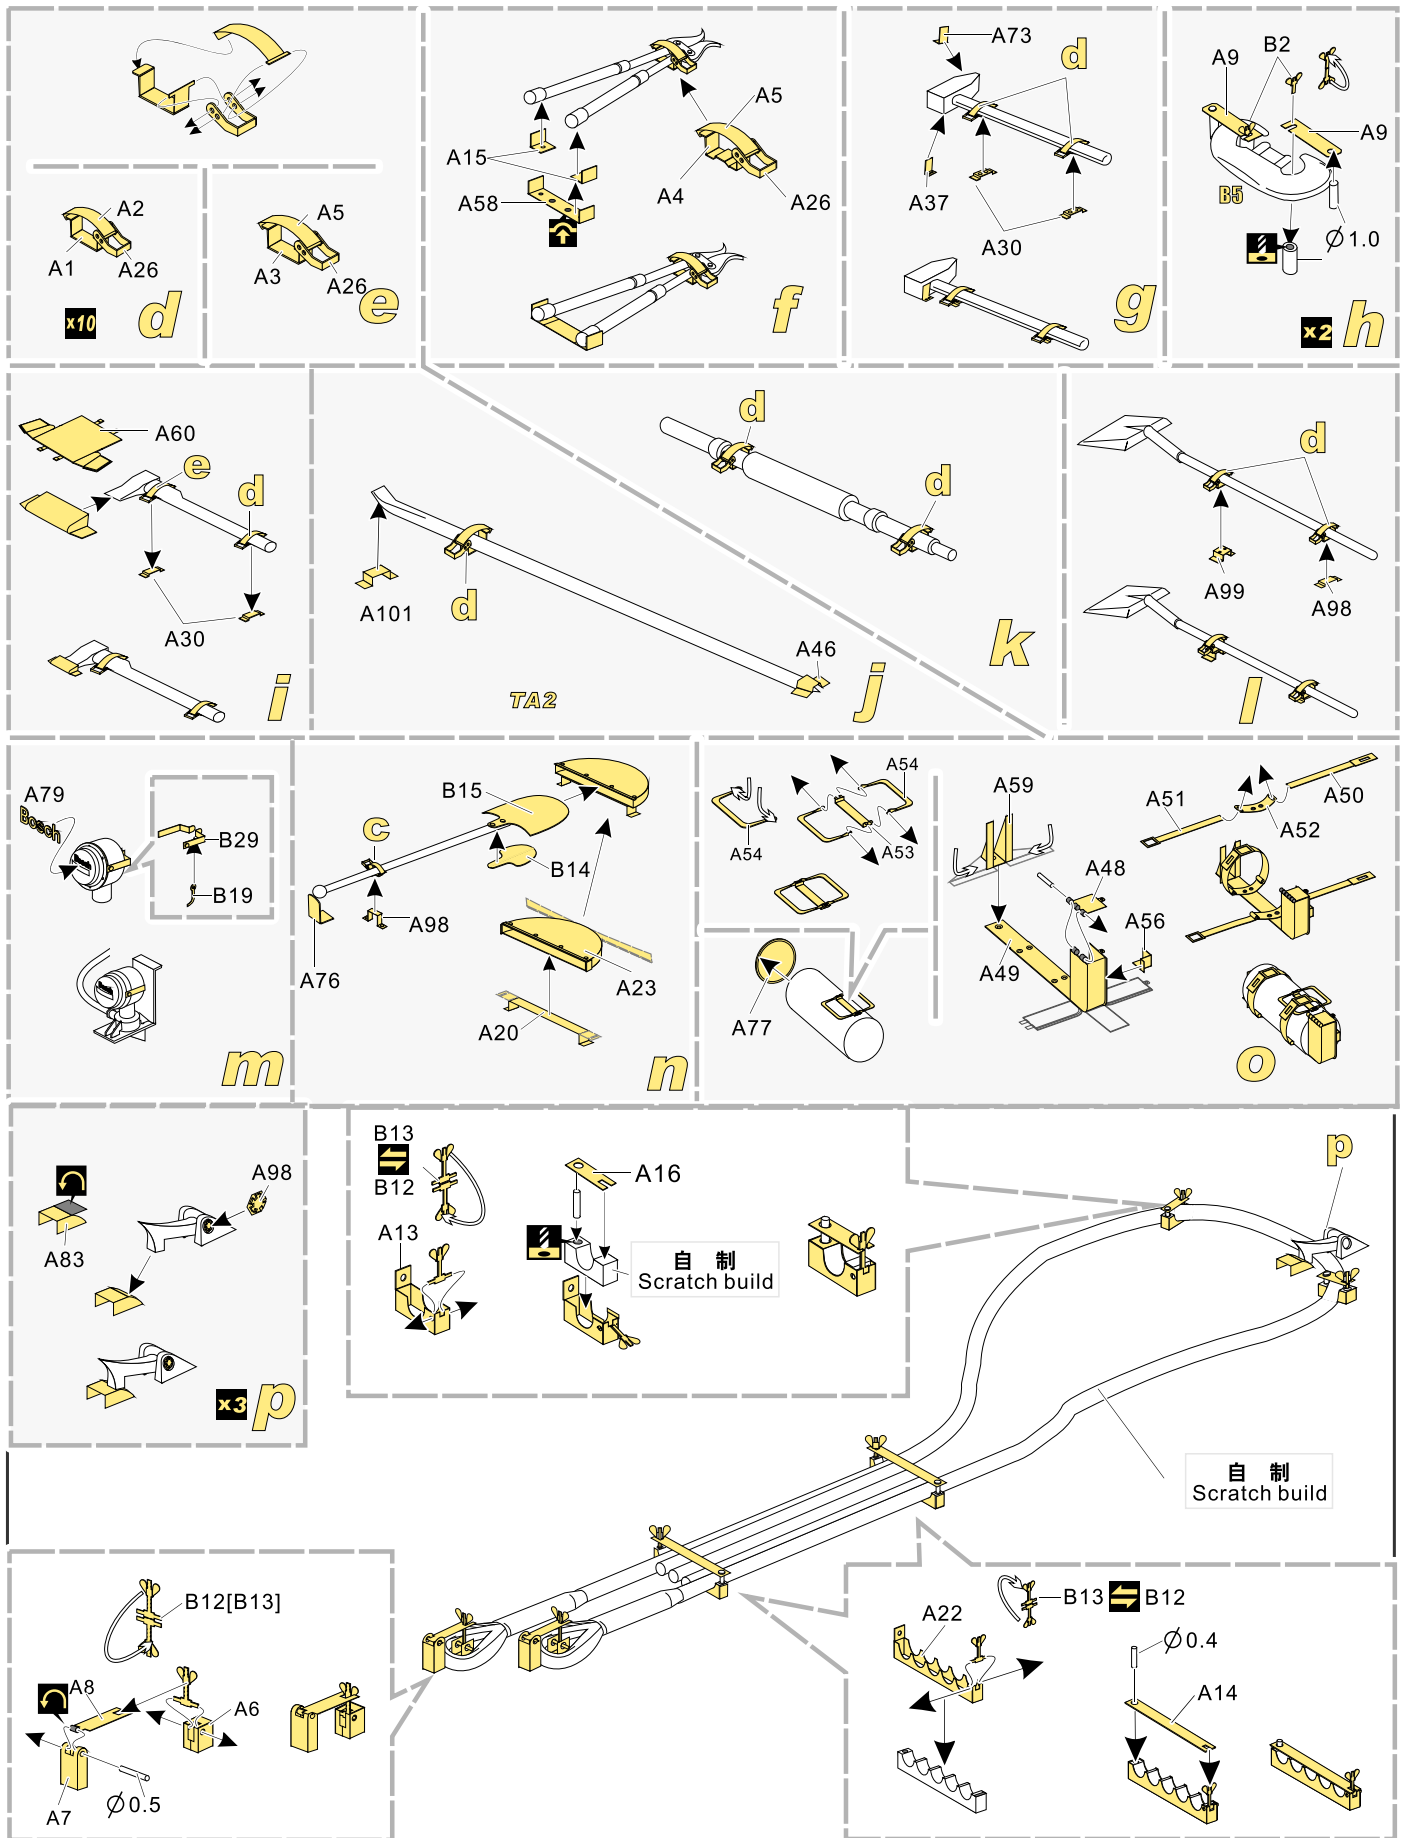 A2
A1
A26
x10
d
A5
A3
A26
e
A15
A58
A5
A4
A26
f
A73
d
A37
A30
g
B2
A9
A9
B5
∅1.0
x2
h
A60
e
d
A30
i
A101
d
A46
TA2
j
d
d
k
d
A99
A98
l
A79
Bosch
B29
B19
m
B15
c
B14
A98
A76
A23
A20
n
A54
A54
A53
A77
A59
A51
A50
A52
A48
A56
A49
o
A98
A83
x3
p
B13
B12
A16
A13
自 制
Scratch build
p
自 制
Scratch build
B12[B13]
A8
A6
A7
∅0.5
B13
B12
A22
∅0.4
A14